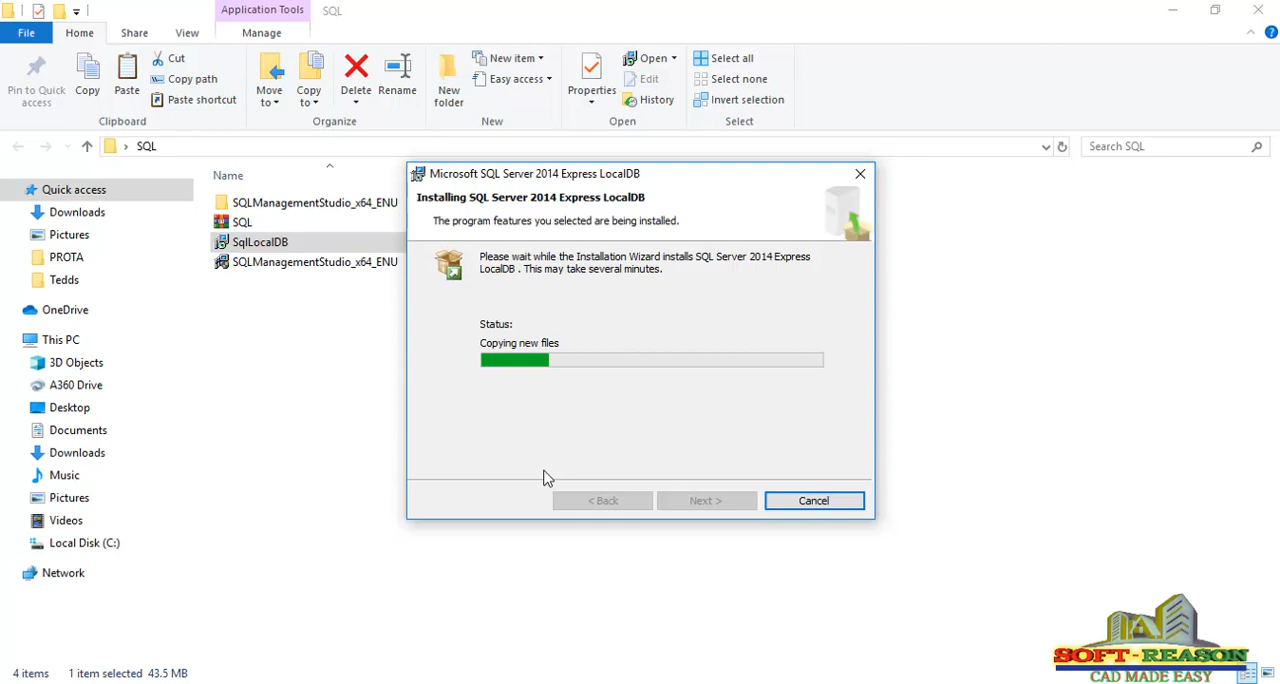 Application Tools
SQL
File
Home
Share
View
Manage
Pin to Quick access
Copy
Paste
Cut
Copy path
Paste shortcut
Clipboard
Move to
Copy to
Delete
Rename
Organize
New folder
New item
Easy access
New
Properties
Open
Edit
History
Open
Select all
Select none
Invert selection
Select
SQL
Search SQL
Quick access
Downloads
Pictures
PROTA
Tedds
OneDrive
This PC
3D Objects
A360 Drive
Desktop
Documents
Downloads
Music
Pictures
Videos
Local Disk (C:)
Network
Name
SQLManagementStudio_x64_ENU
SQL
SqlLocalDB
SQLManagementStudio_x64_ENU
Microsoft SQL Server 2014 Express LocalDB
Installing SQL Server 2014 Express LocalDB
The program features you selected are being installed.
Please wait while the Installation Wizard installs SQL Server 2014 Express
LocalDB . This may take several minutes.
Status:
Copying new files
< Back
Next >
Cancel
4 items
1 item selected 43.5 MB
SOFT-REASON
CAD MADE EASY